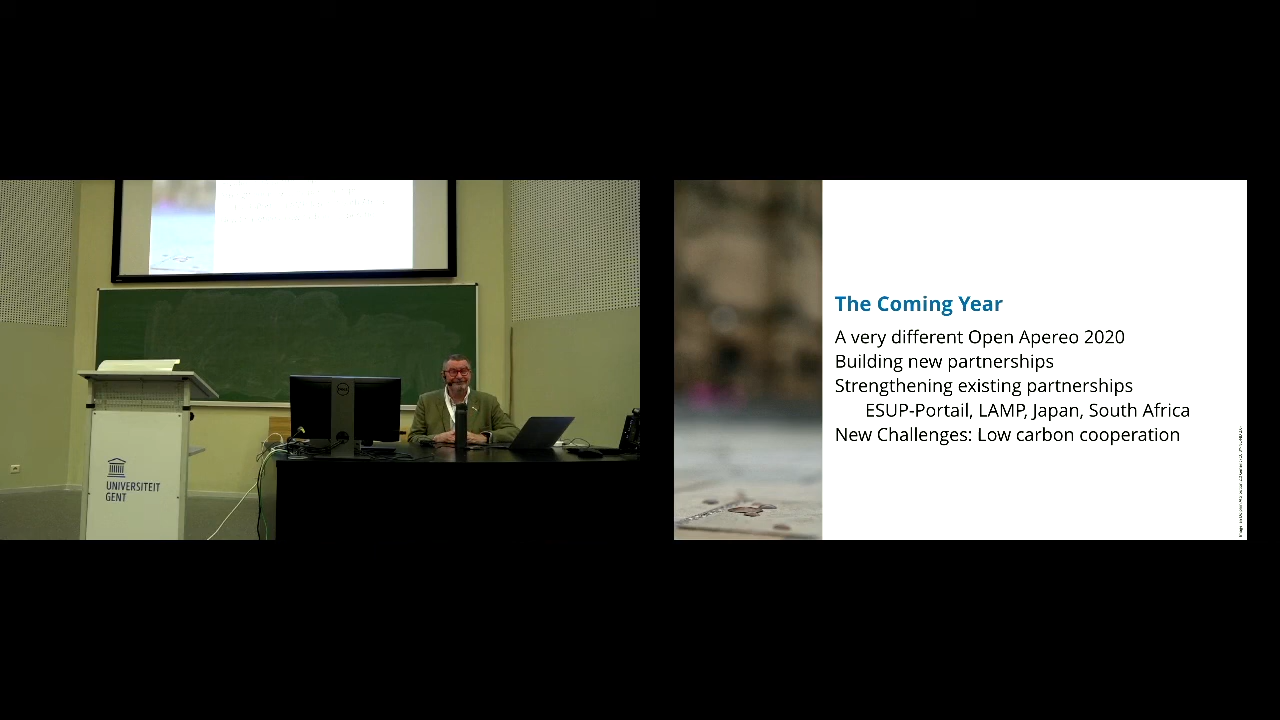 UNIVERSITEIT
GENT
DELL
The Coming Year
A very different Open Apereo 2020
Building new partnerships
Strengthening existing partnerships
ESUP-Portail, LAMP, Japan, South Africa
New Challenges: Low carbon cooperation